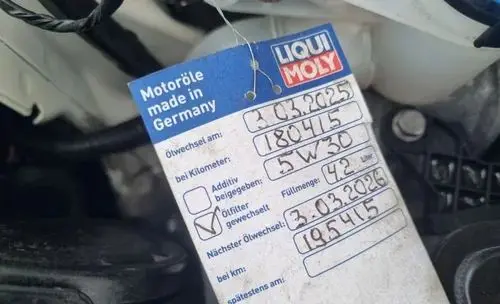 LIQUI
MOLY
Motoröle
made in
Germany
Ölwechsel am: 3.03.2025
bei Kilometer: 180415
5W30
Additiv
beigegeben:
Ölfilter
gewechselt
Füllmenge: 4.2 Liter
Nächster Ölwechsel: 3.03.2026
bei km: 195415
spätestens am: